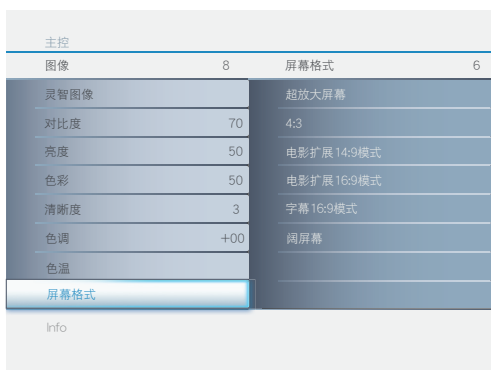 主控
图像 8 屏幕格式 6
灵智图像 超放大屏幕
对比度 70 4:3
亮度 50 电影扩展14:9模式
色彩 50 电影扩展16:9模式
清晰度 3 字幕16:9模式
色调 +00 阔屏幕
色温
屏幕格式
Info